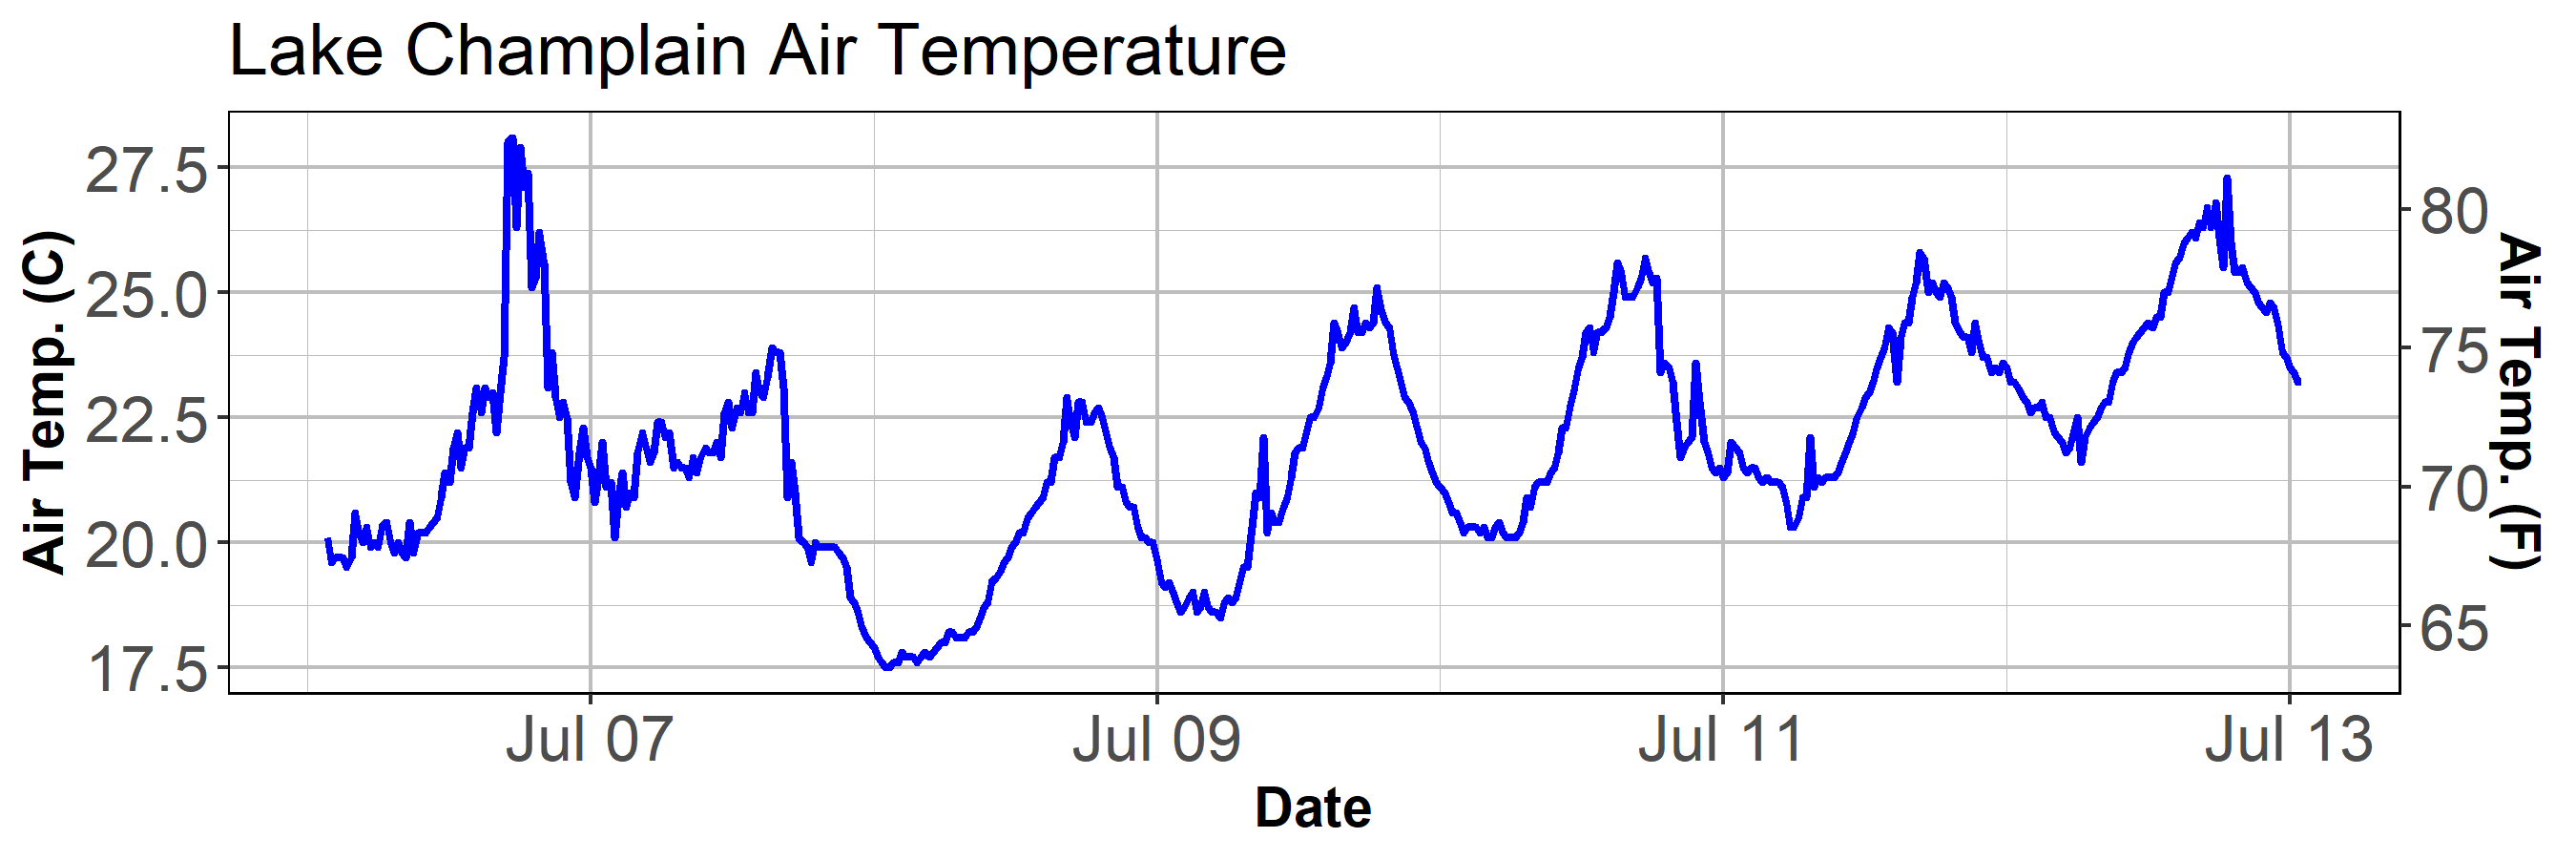 Lake Champlain Air Temperature
Air Temp. (C)
27.5
25.0
22.5
20.0
17.5
80
75
70
65
Air Temp. (F)
Jul 07
Jul 09
Jul 11
Jul 13
Date